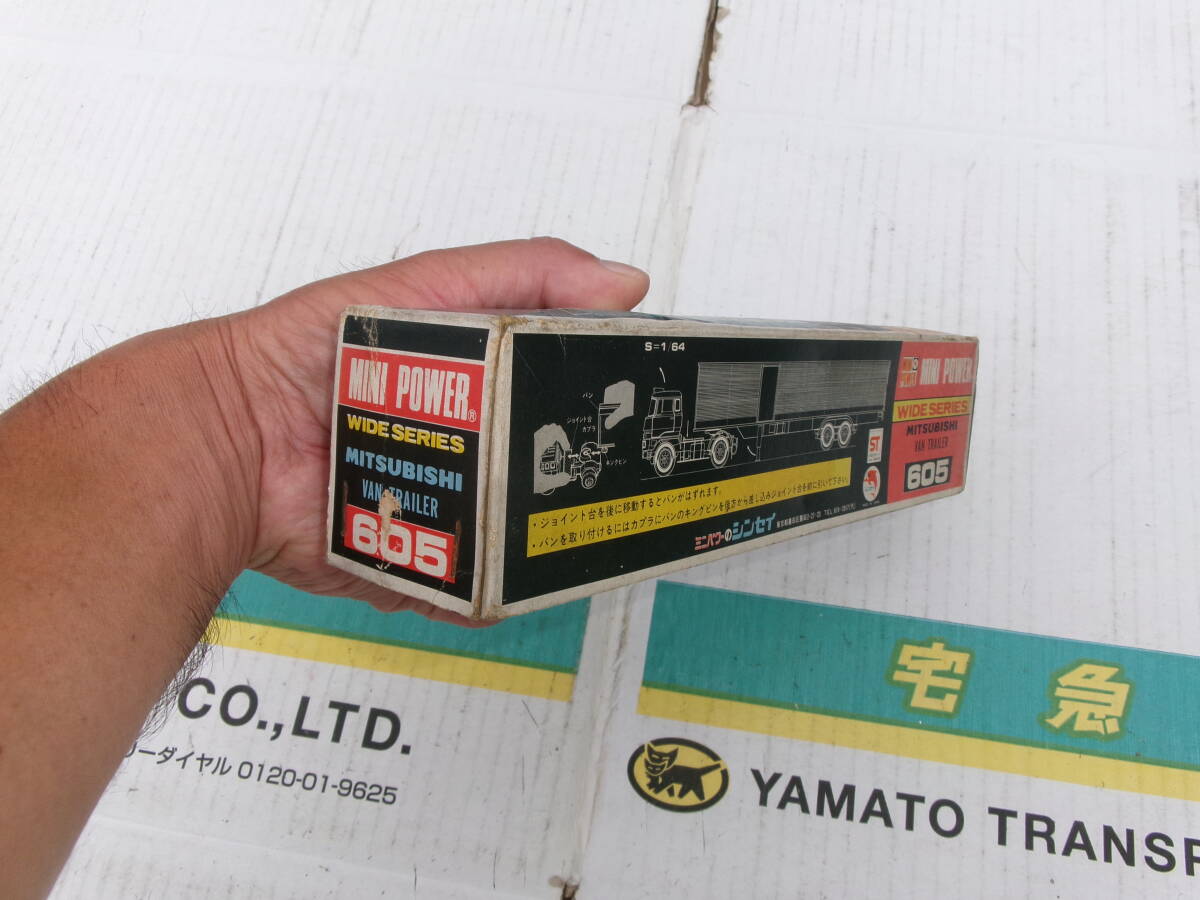 MINI POWER®
WIDE SERIES
MITSUBISHI
VAN TRAILER
605
S=1/64
バン
ジョイント台
カプラ
キングピン
・ジョイント台を後に移動するとバンがはずれます。
・バンを取り付けるにはカプラにバンのキングピンを後方から差し込みジョイント台を前に引いて下さい。
ミニパワーのシンセイ
ST
MINI POWER
WIDE SERIES
MITSUBISHI
VAN TRAILER
605
CO.,LTD.
リーダイヤル 0120-01-9625
宅急
YAMATO TRANSP